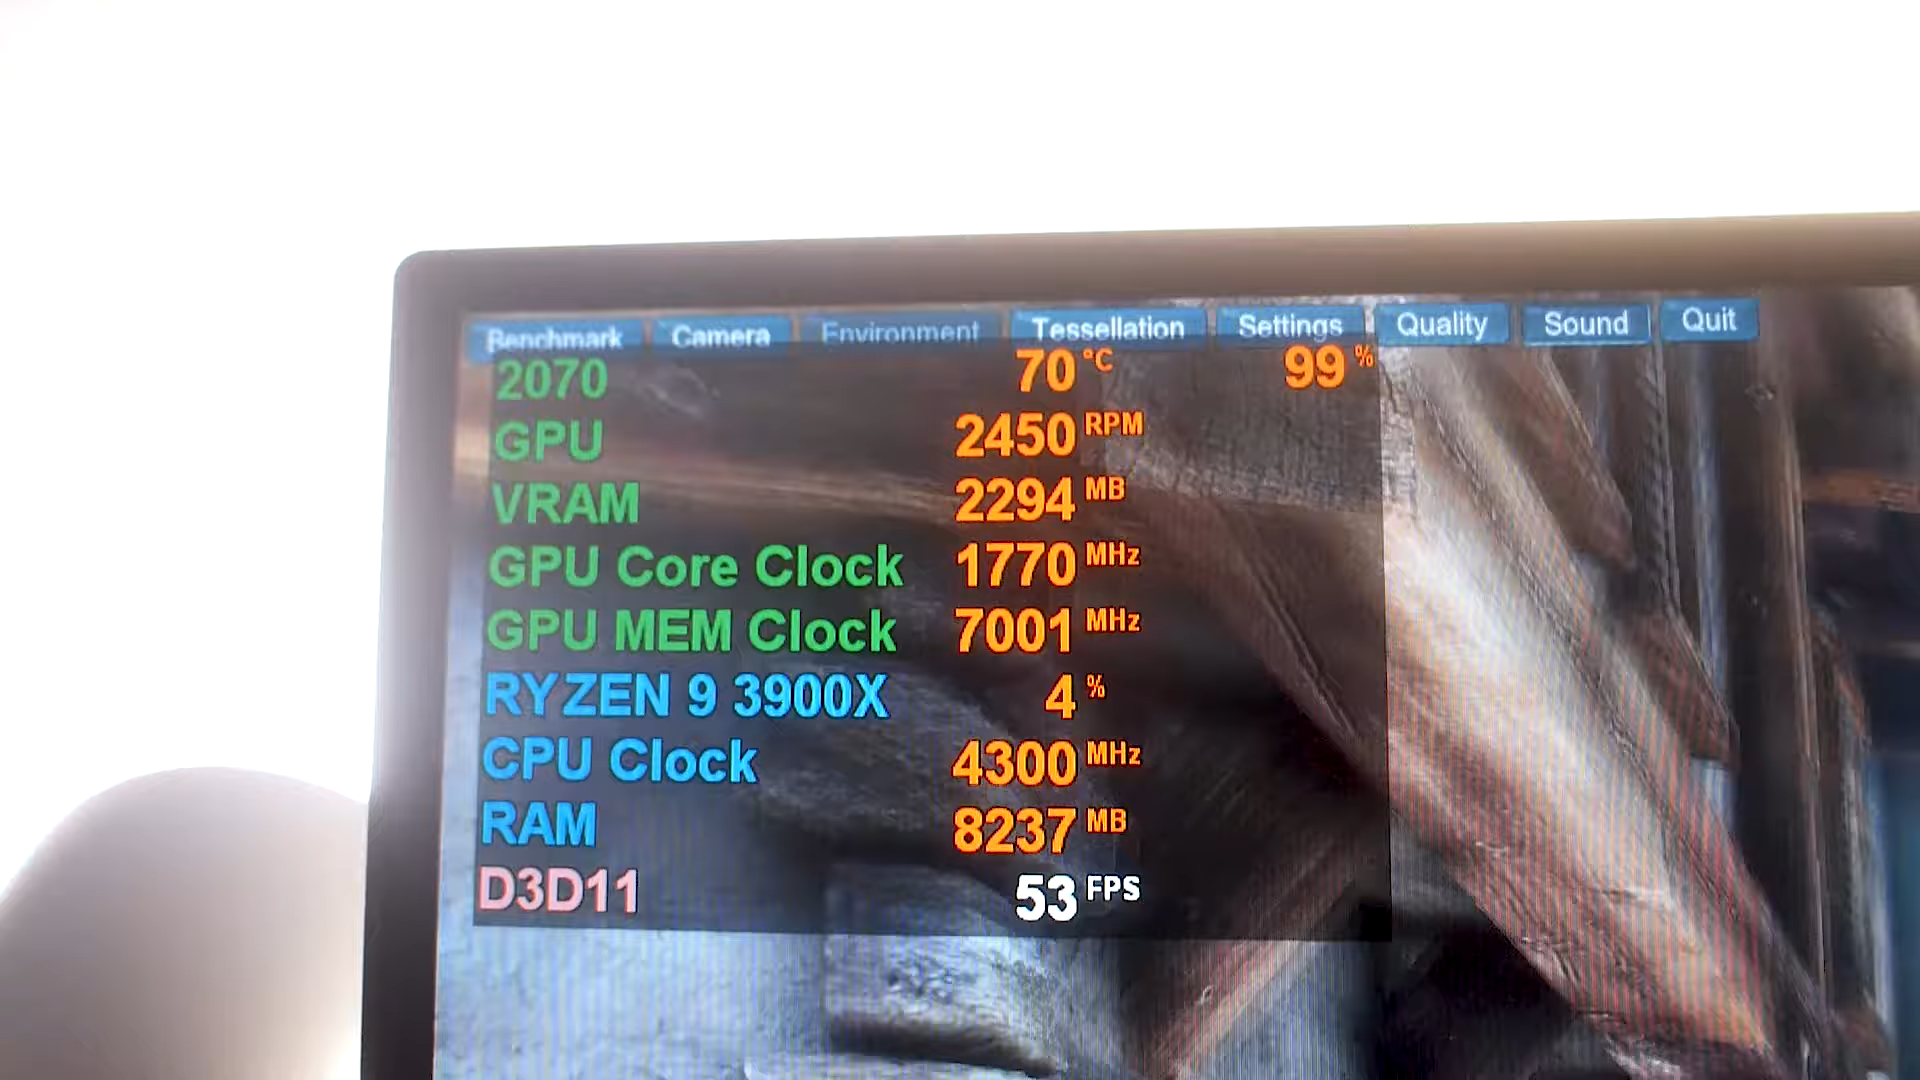 Benchmark Camera Environment Tessellation Settings Quality Sound Quit
2070 70 °C 99 %
GPU 2450 RPM
VRAM 2294 MB
GPU Core Clock 1770 MHz
GPU MEM Clock 7001 MHz
RYZEN 9 3900X 4 %
CPU Clock 4300 MHz
RAM 8237 MB
D3D11 53 FPS